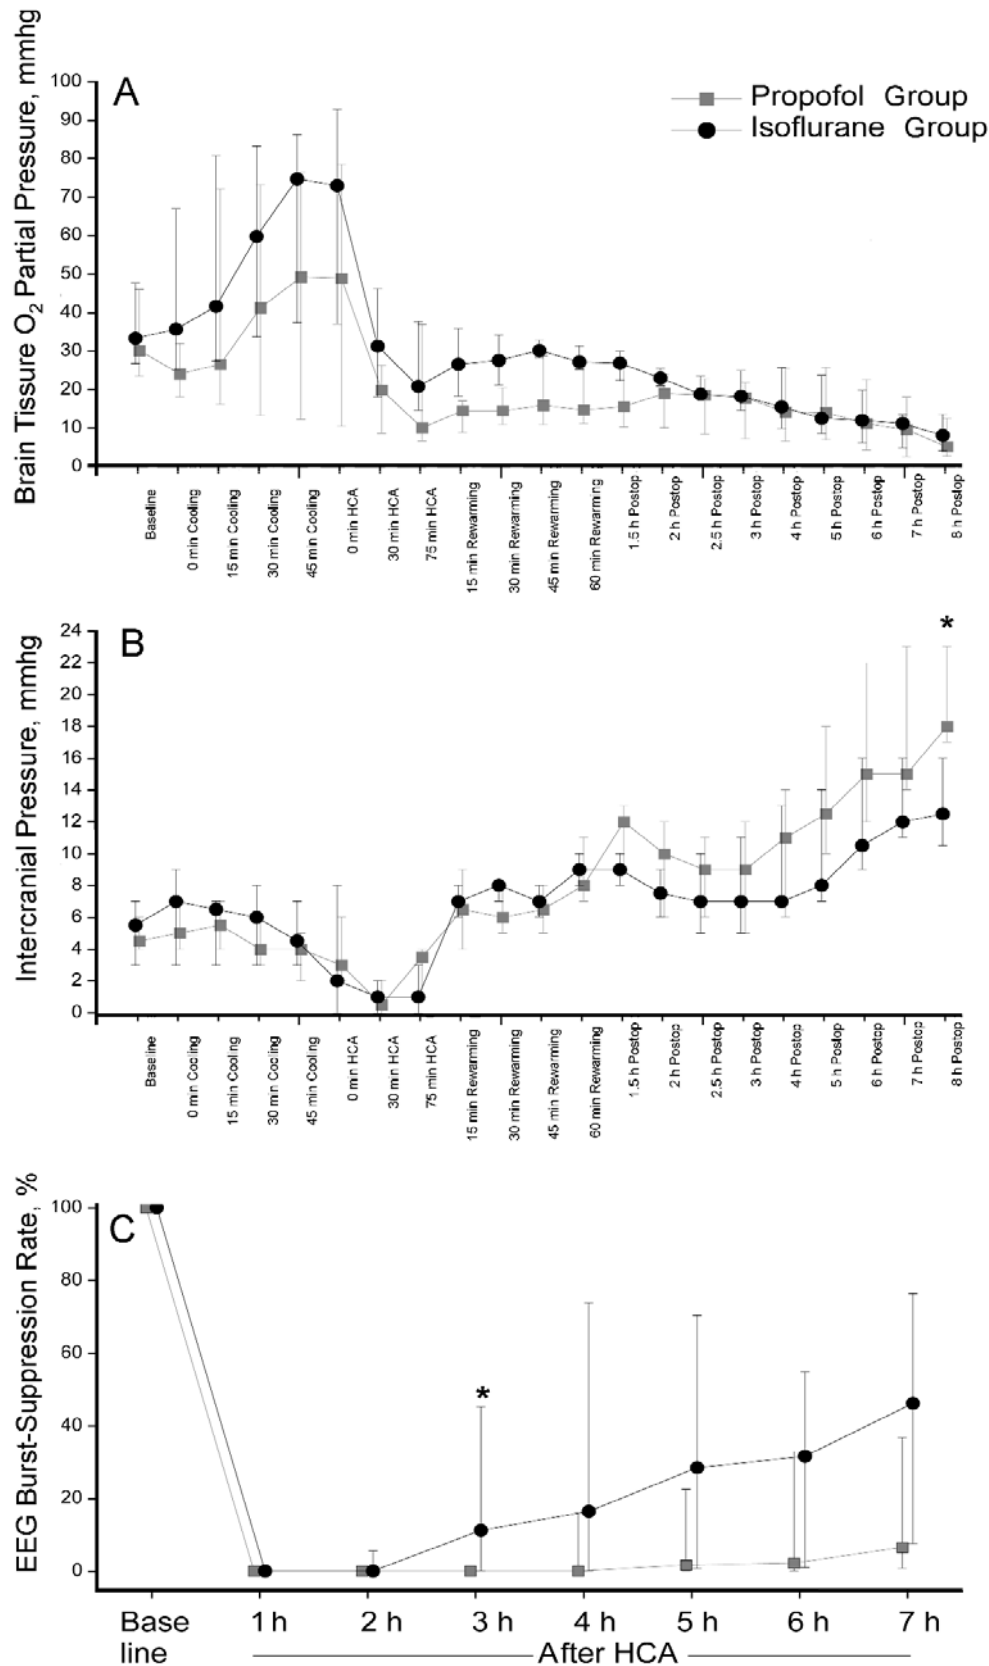 Brain Tissure O2 Partial Pressure, mmhg
A
Propofol Group
Isoflurane Group
100
90
80
70
60
50
40
30
20
10
0
Baseline
0 min Cooling
15 min Cooling
30 min Cooling
45 min Cooling
0 min HCA
30 min HCA
75 min HCA
15 min Rewarming
30 min Rewarming
45 min Rewarming
60 min Rewarming
1.5 h Postop
2 h Postop
2.5 h Postop
3 h Postop
4 h Postop
5 h Postop
6 h Postop
7 h Postop
8 h Postop
Intercranial Pressure, mmhg
B
*
24
22
20
18
16
14
12
10
8
6
4
2
0
Baseline
0 min Cooling
15 min Cooling
30 min Cooling
45 min Cooling
0 min HCA
30 min HCA
75 min HCA
15 min Rewarming
30 min Rewarming
45 min Rewarming
60 min Rewarming
1.5 h Postop
2 h Postop
2.5 h Postop
3 h Postop
4 h Postop
5 h Postop
6 h Postop
7 h Postop
8 h Postop
EEG Burst-Suppression Rate, %
C
*
100
80
60
40
20
0
Base line
1 h
2 h
3 h
4 h
5 h
6 h
7 h
After HCA